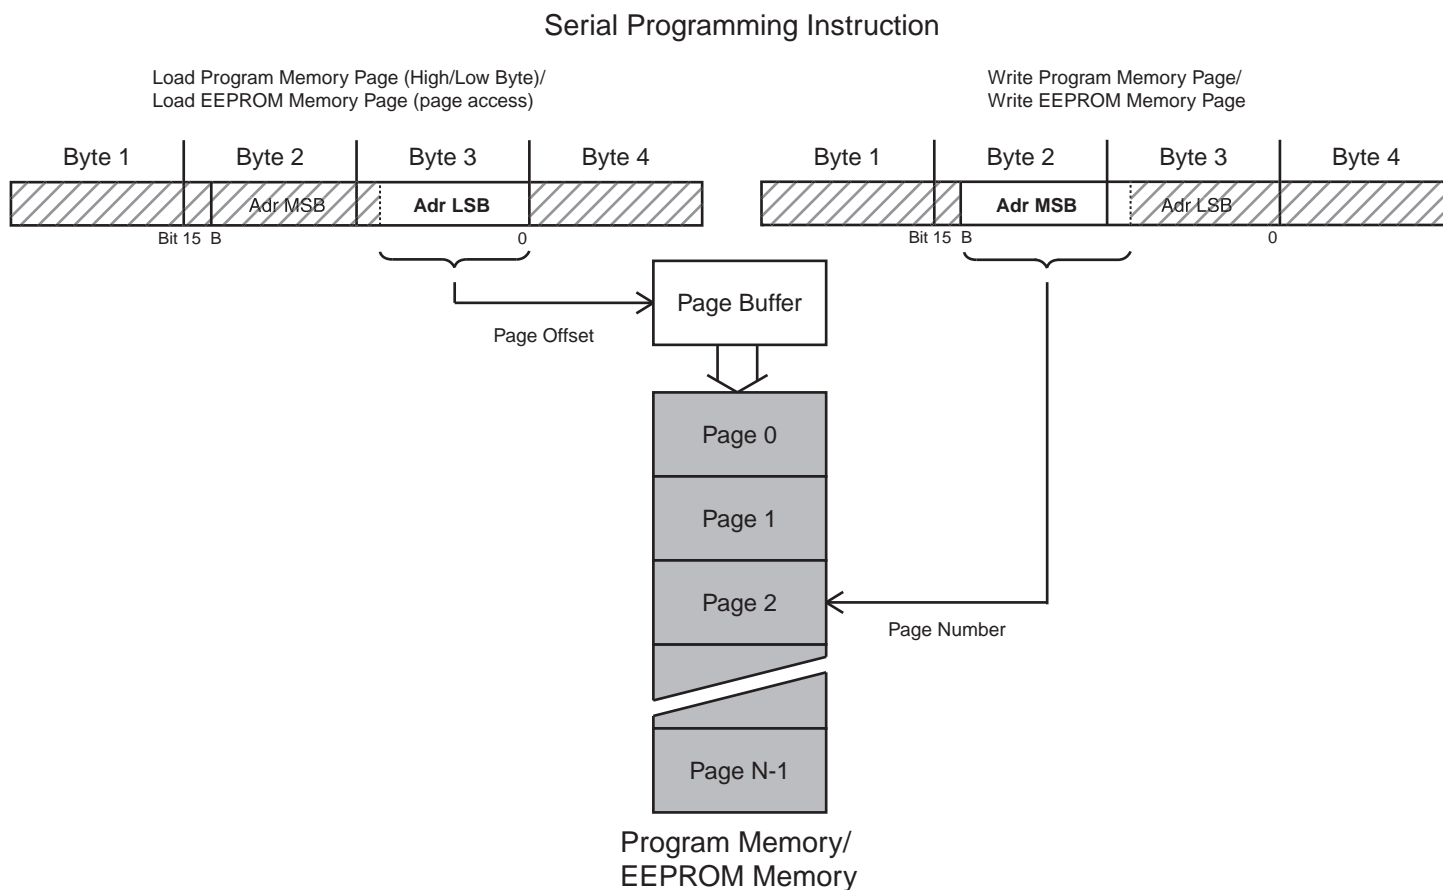 Serial Programming Instruction
Load Program Memory Page (High/Low Byte)/
Load EEPROM Memory Page (page access)
Byte 1
Byte 2
Byte 3
Byte 4
Adr MSB
Adr LSB
Bit 15 B
0
Write Program Memory Page/
Write EEPROM Memory Page
Byte 1
Byte 2
Byte 3
Byte 4
Adr MSB
Adr LSB
Bit 15 B
0
Page Offset
Page Buffer
Page 0
Page 1
Page 2
Page Number
Page N-1
Program Memory/
EEPROM Memory